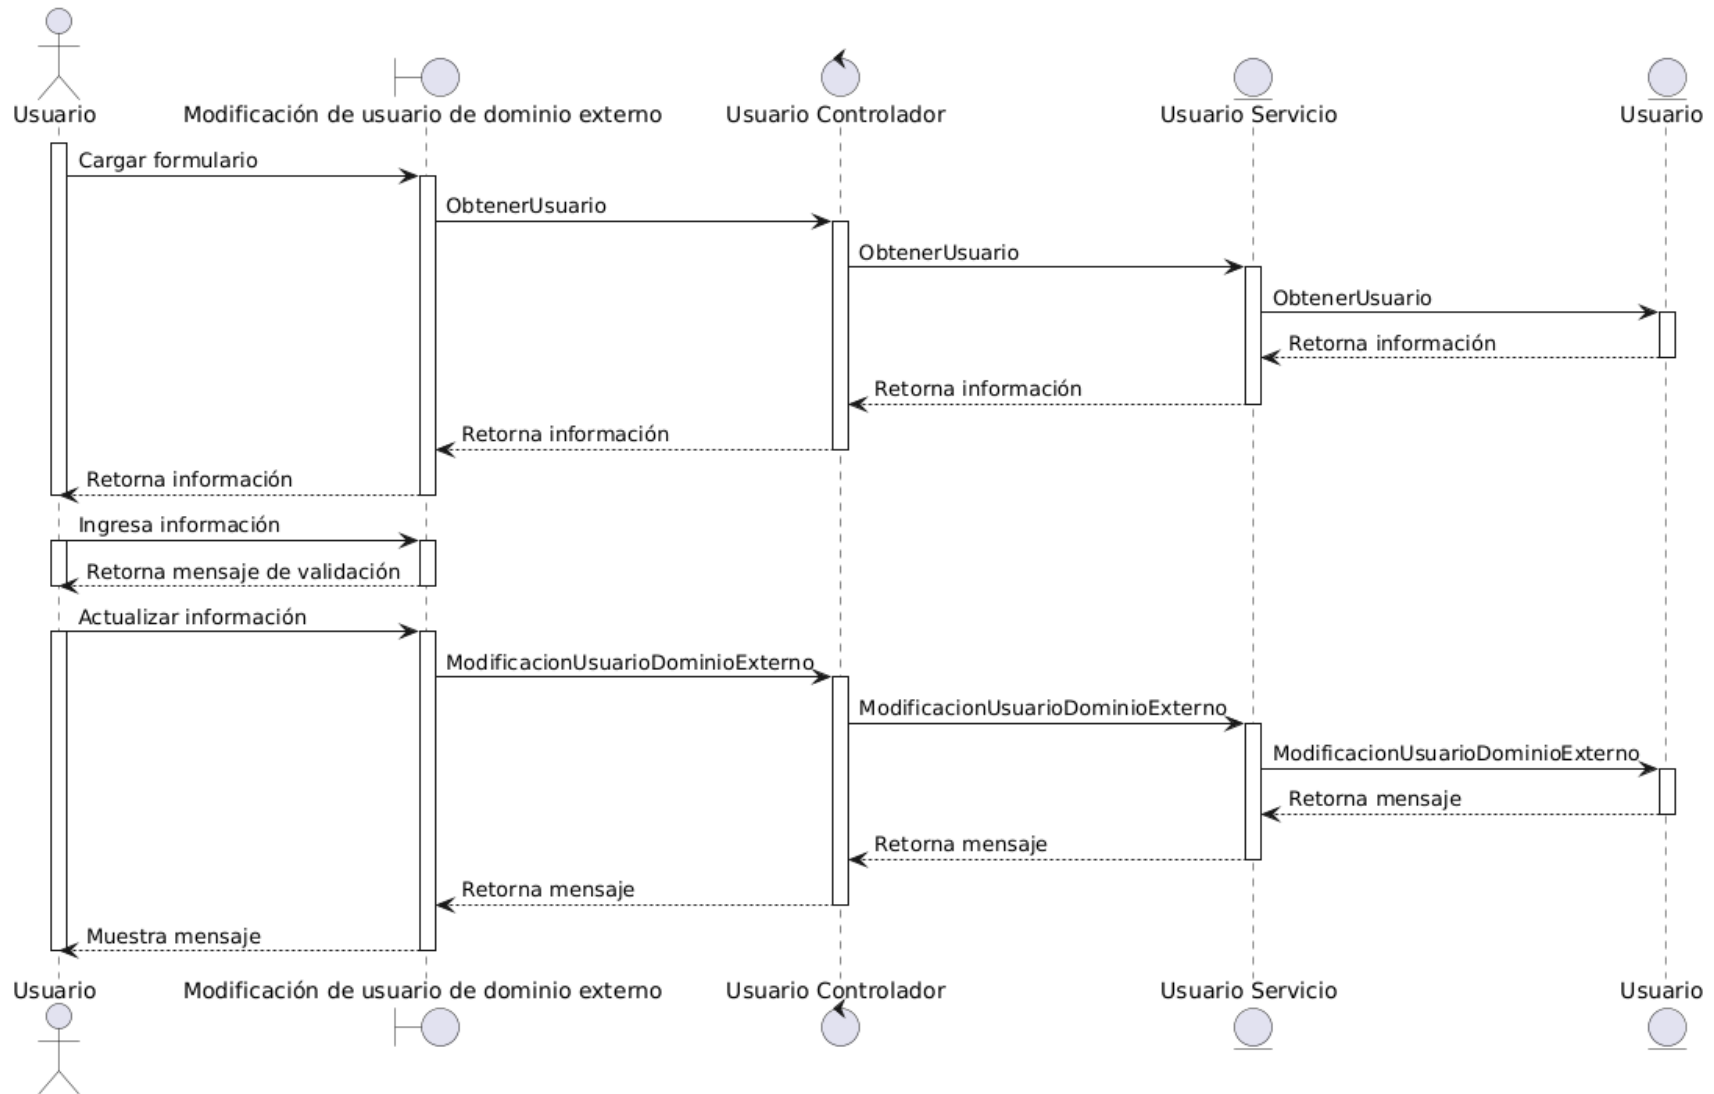 Usuario
Modificación de usuario de dominio externo
Usuario Controlador
Usuario Servicio
Usuario
Cargar formulario
ObtenerUsuario
ObtenerUsuario
ObtenerUsuario
Retorna información
Retorna información
Retorna información
Retorna información
Ingresa información
Retorna mensaje de validación
Actualizar información
ModificacionUsuarioDominioExterno
ModificacionUsuarioDominioExterno
ModificacionUsuarioDominioExterno
Retorna mensaje
Retorna mensaje
Retorna mensaje
Muestra mensaje
Usuario
Modificación de usuario de dominio externo
Usuario Controlador
Usuario Servicio
Usuario